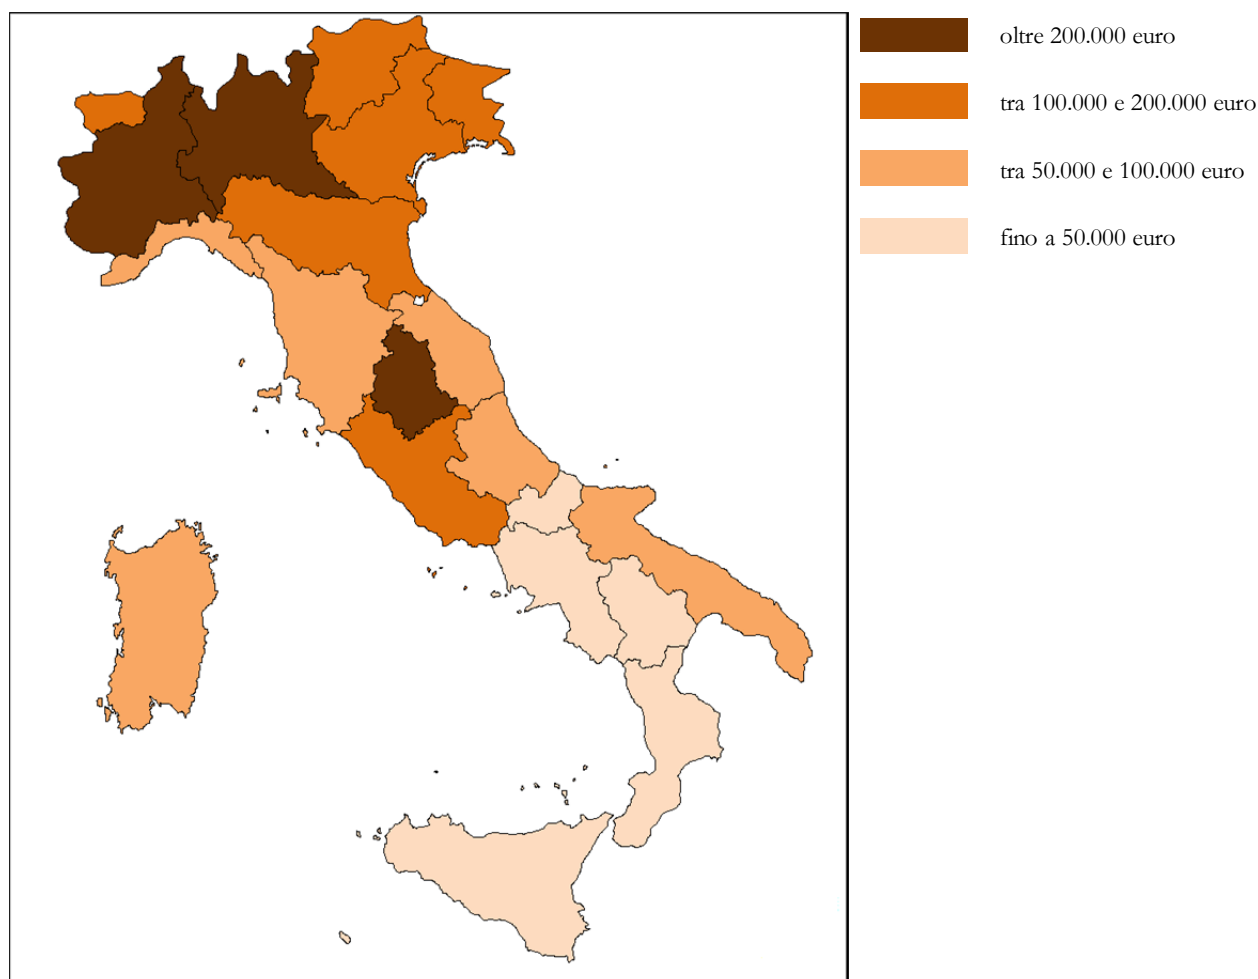 oltre 200.000 euro
tra 100.000 e 200.000 euro
tra 50.000 e 100.000 euro
fino a 50.000 euro